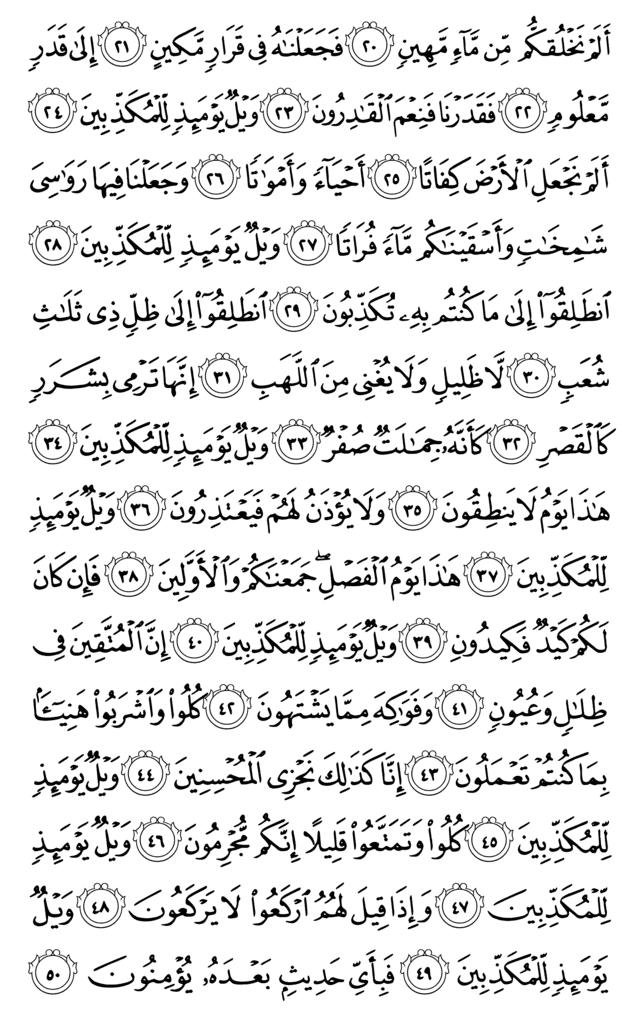 أَلَمۡ نَخۡلُقكُّم مِّن مَّآءٖ مَّهِينٖ ٢٠ فَجَعَلۡنَٰهُ فِي قَرَارٖ مَّكِينٍ ٢١ إِلَىٰ قَدَرٖ
مَّعۡلُومٖ ٢٢ فَقَدَرۡنَا فَنِعۡمَ ٱلۡقَٰدِرُونَ ٢٣ وَيۡلٞ يَوۡمَئِذٖ لِّلۡمُكَذِّبِينَ ٢٤
أَلَمۡ نَجۡعَلِ ٱلۡأَرۡضَ كِفَاتًا ٢٥ أَحۡيَآءٗ وَأَمۡوَٰتٗا ٢٦ وَجَعَلۡنَا فِيهَا رَوَٰسِيَ
شَٰمِخَٰتٖ وَأَسۡقَيۡنَٰكُم مَّآءٗ فُرَاتٗا ٢٧ وَيۡلٞ يَوۡمَئِذٖ لِّلۡمُكَذِّبِينَ ٢٨
ٱنطَلِقُوٓاْ إِلَىٰ مَا كُنتُم بِهِۦ تُكَذِّبُونَ ٢٩ ٱنطَلِقُوٓاْ إِلَىٰ ظِلّٖ ذِي ثَلَٰثِ
شُعَبٖ ٣٠ لَّا ظَلِيلٖ وَلَا يُغۡنِي مِنَ ٱللَّهَبِ ٣١ إِنَّهَا تَرۡمِي بِشَرَرٖ
كَٱلۡقَصۡرِ ٣٢ كَأَنَّهُۥ جِمَٰلَتٞ صُفۡرٞ ٣٣ وَيۡلٞ يَوۡمَئِذٖ لِّلۡمُكَذِّبِينَ ٣٤
هَٰذَا يَوۡمُ لَا يَنطِقُونَ ٣٥ وَلَا يُؤۡذَنُ لَهُمۡ فَيَعۡتَذِرُونَ ٣٦ وَيۡلٞ يَوۡمَئِذٖ
لِّلۡمُكَذِّبِينَ ٣٧ هَٰذَا يَوۡمُ ٱلۡفَصۡلِۖ جَمَعۡنَٰكُمۡ وَٱلۡأَوَّلِينَ ٣٨ فَإِن كَانَ
لَكُمۡ كَيۡدٞ فَكِيدُونِ ٣٩ وَيۡلٞ يَوۡمَئِذٖ لِّلۡمُكَذِّبِينَ ٤٠ إِنَّ ٱلۡمُتَّقِينَ فِي
ظِلَٰلٖ وَعُيُونٖ ٤١ وَفَوَٰكِهَ مِمَّا يَشۡتَهُونَ ٤٢ كُلُواْ وَٱشۡرَبُواْ هَنِيٓـَٔۢا
بِمَا كُنتُمۡ تَعۡمَلُونَ ٤٣ إِنَّا كَذَٰلِكَ نَجۡزِي ٱلۡمُحۡسِنِينَ ٤٤ وَيۡلٞ يَوۡمَئِذٖ
لِّلۡمُكَذِّبِينَ ٤٥ كُلُواْ وَتَمَتَّعُواْ قَلِيلًا إِنَّكُم مُّجۡرِمُونَ ٤٦ وَيۡلٞ يَوۡمَئِذٖ
لِّلۡمُكَذِّبِينَ ٤٧ وَإِذَا قِيلَ لَهُمُ ٱرۡكَعُواْ لَا يَرۡكَعُونَ ٤٨ وَيۡلٞ
يَوۡمَئِذٖ لِّلۡمُكَذِّبِينَ ٤٩ فَبِأَيِّ حَدِيثِۭ بَعۡدَهُۥ يُؤۡمِنُونَ ٥٠